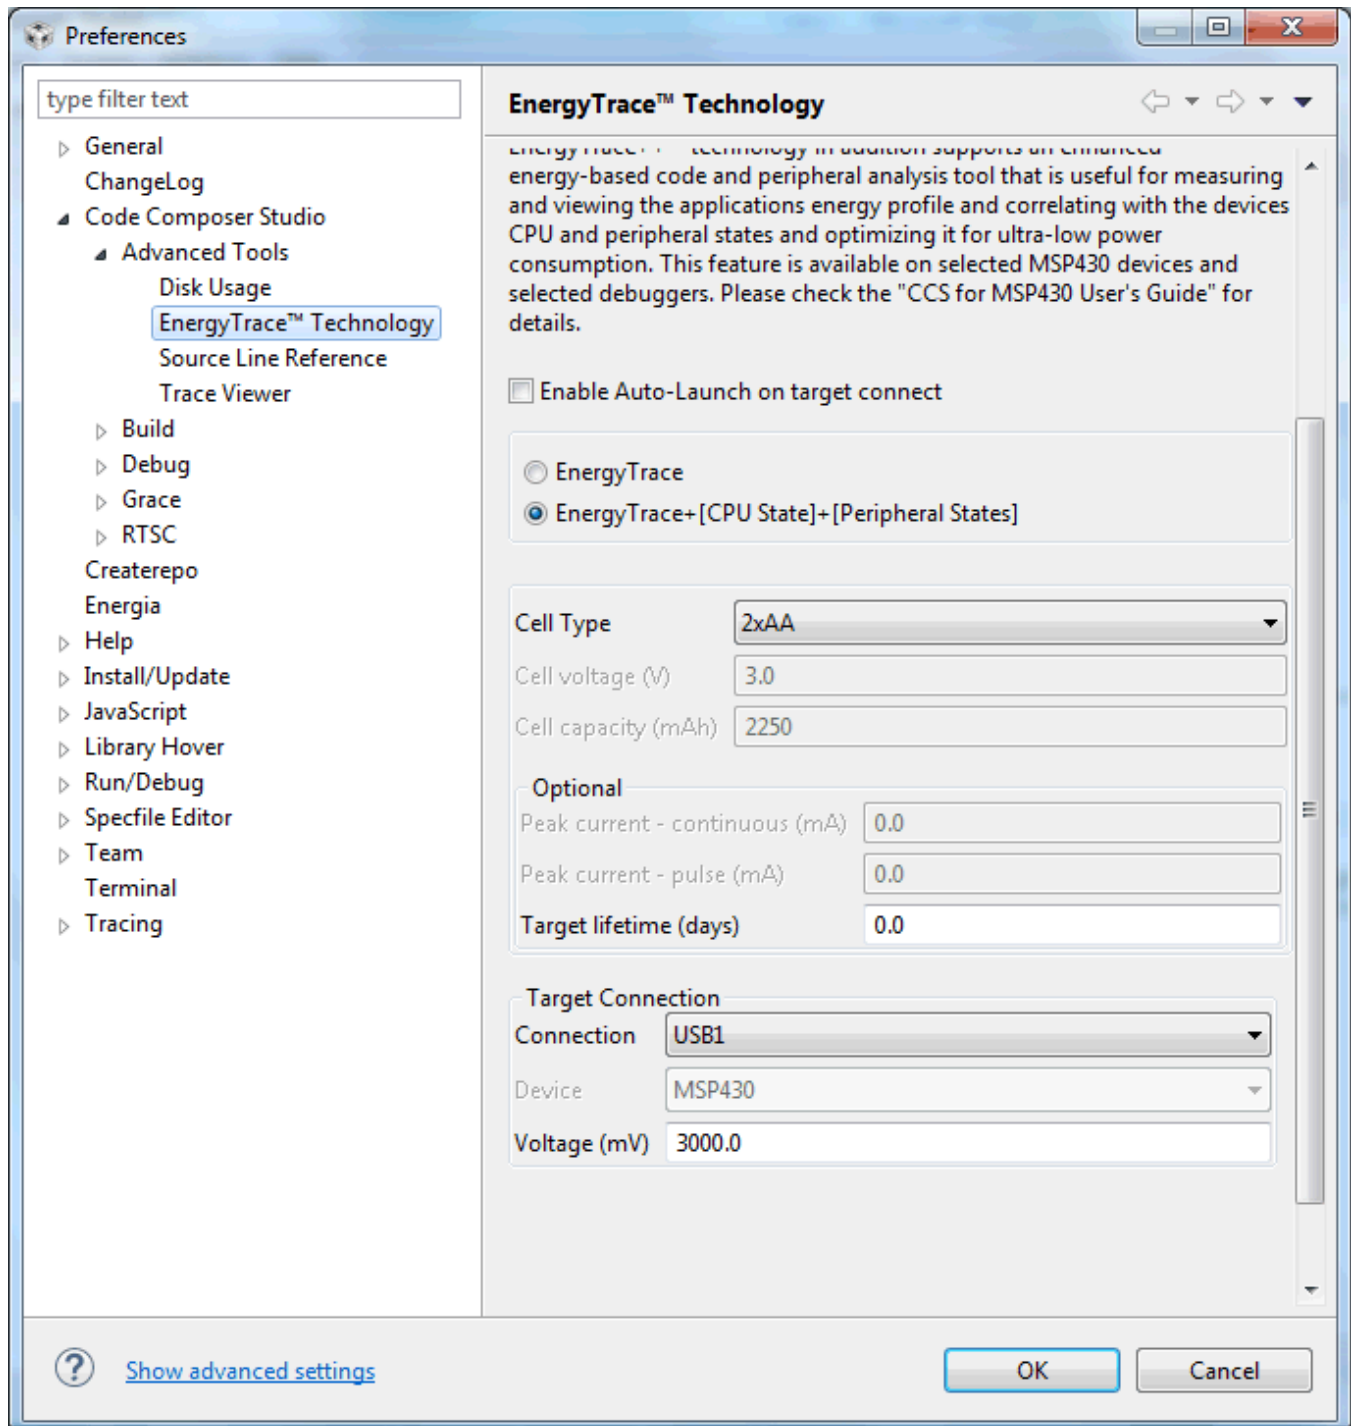 Preferences
type filter text
General
ChangeLog
Code Composer Studio
Advanced Tools
Disk Usage
EnergyTrace™ Technology
Source Line Reference
Trace Viewer
Build
Debug
Grace
RTSC
Createrepo
Energia
Help
Install/Update
JavaScript
Library Hover
Run/Debug
Specfile Editor
Team
Terminal
Tracing
EnergyTrace™ Technology
EnergyTrace++™ technology in addition supports an enhanced
energy-based code and peripheral analysis tool that is useful for measuring
and viewing the applications energy profile and correlating with the devices
CPU and peripheral states and optimizing it for ultra-low power
consumption. This feature is available on selected MSP430 devices and
selected debuggers. Please check the "CCS for MSP430 User's Guide" for
details.
Enable Auto-Launch on target connect
EnergyTrace
EnergyTrace+[CPU State]+[Peripheral States]
Cell Type 2xAA
Cell voltage (V) 3.0
Cell capacity (mAh) 2250
Optional
Peak current - continuous (mA) 0.0
Peak current - pulse (mA) 0.0
Target lifetime (days) 0.0
Target Connection
Connection USB1
Device MSP430
Voltage (mV) 3000.0
Show advanced settings
OK
Cancel